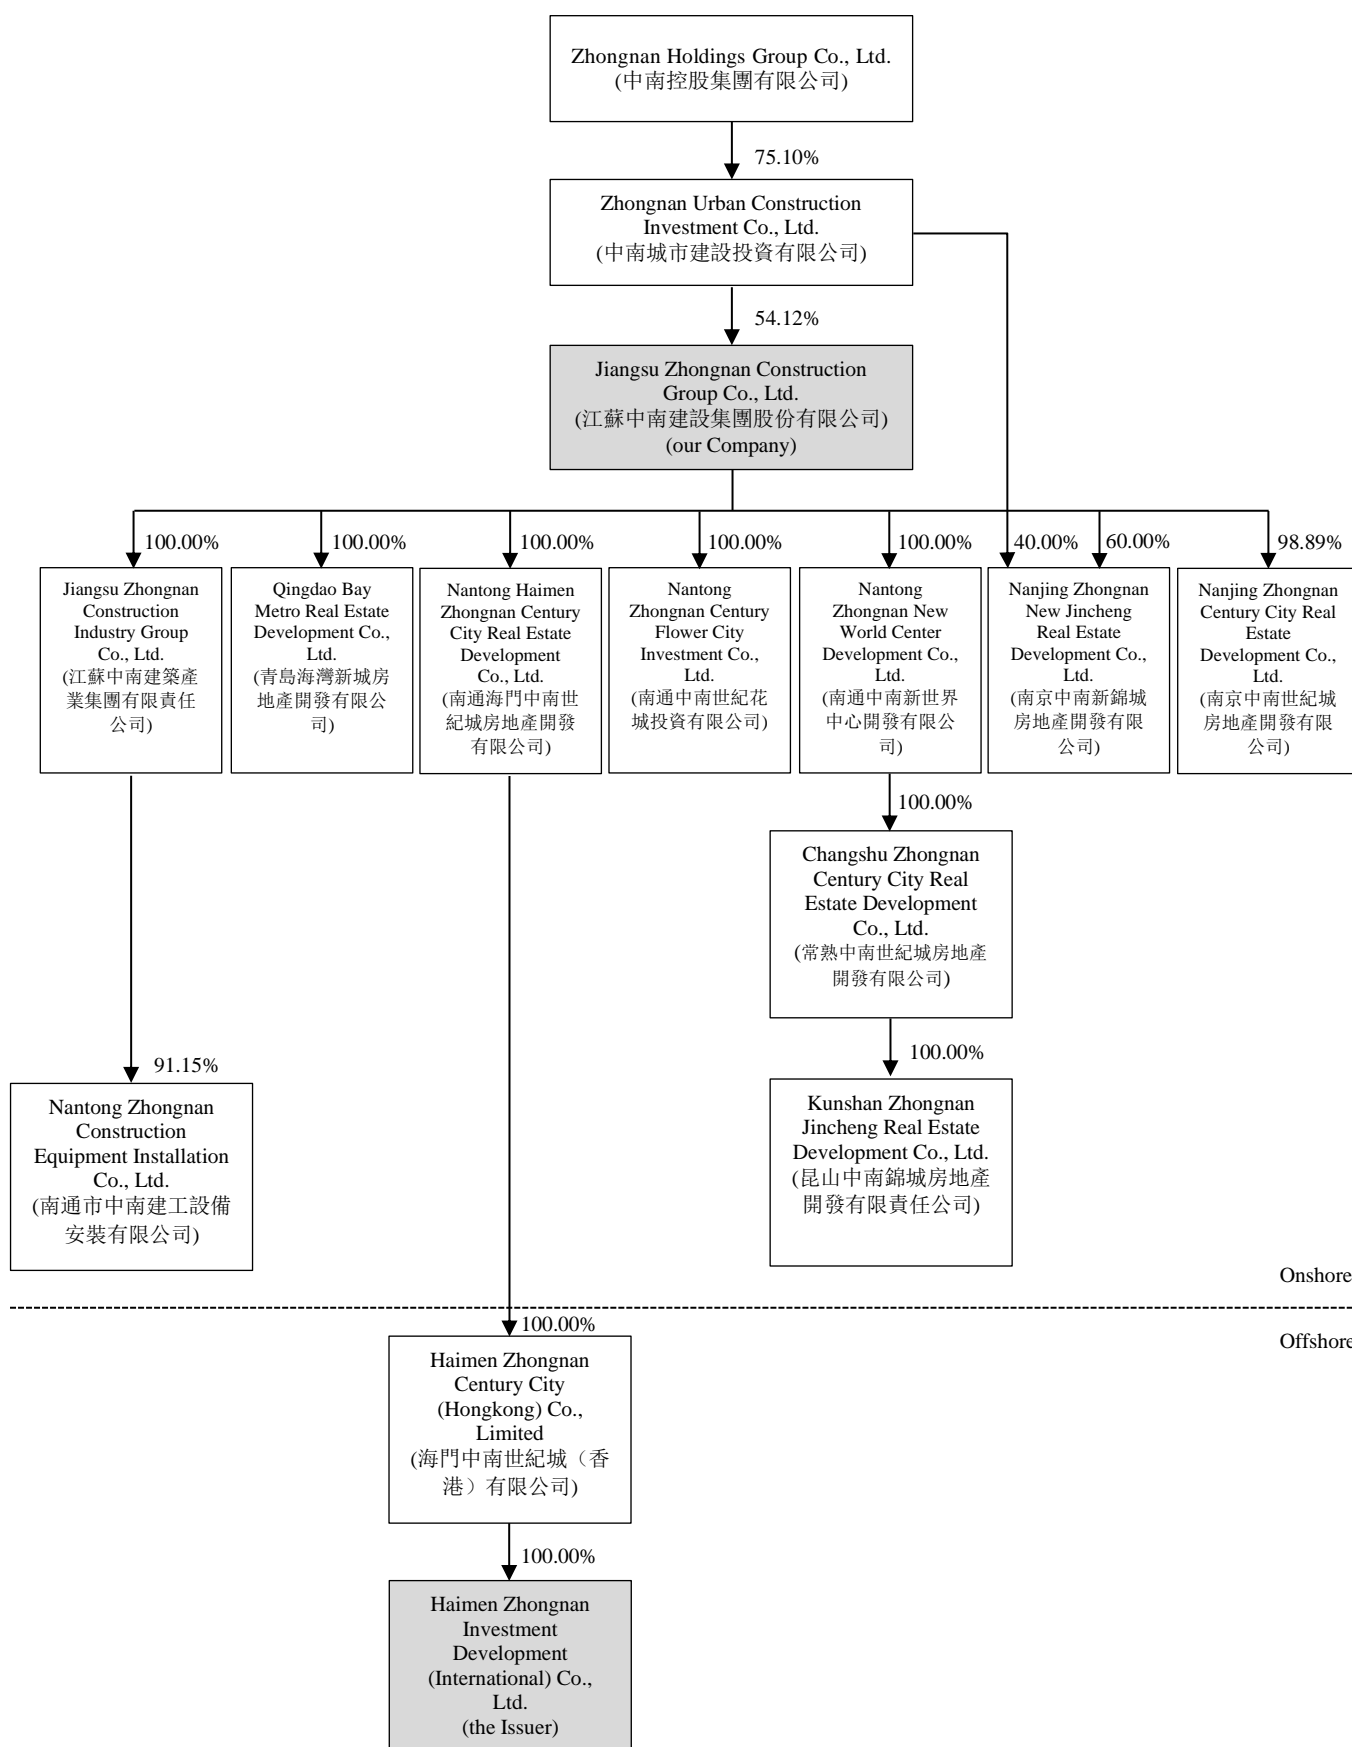 Zhongnan Holdings Group Co., Ltd.
(中南控股集團有限公司)
75.10%
Zhongnan Urban Construction
Investment Co., Ltd.
(中南城市建設投資有限公司)
54.12%
Jiangsu Zhongnan Construction
Group Co., Ltd.
(江蘇中南建設集團股份有限公司)
(our Company)
100.00%
100.00%
100.00%
100.00%
100.00%
40.00%
60.00%
98.89%
Jiangsu Zhongnan
Construction
Industry Group
Co., Ltd.
(江蘇中南建築產
業集團有限責任
公司)
Qingdao Bay
Metro Real Estate
Development Co.,
Ltd.
(青島海灣新城房
地產開發有限公
司)
Nantong Haimen
Zhongnan Century
City Real Estate
Development
Co., Ltd.
(南通海門中南世
紀城房地產開發
有限公司)
Nantong
Zhongnan Century
Flower City
Investment Co.,
Ltd.
(南通中南世紀花
城投資有限公司)
Nantong
Zhongnan New
World Center
Development Co.,
Ltd.
(南通中南新世界
中心開發有限公
司)
Nanjing Zhongnan
New Jincheng
Real Estate
Development Co.,
Ltd.
(南京中南新錦城
房地產開發有限
公司)
Nanjing Zhongnan
Century City Real
Estate
Development Co.,
Ltd.
(南京中南世紀城
房地產開發有限
公司)
100.00%
Changshu Zhongnan
Century City Real
Estate Development
Co., Ltd.
(常熟中南世紀城房地產
開發有限公司)
91.15%
Nantong Zhongnan
Construction
Equipment Installation
Co., Ltd.
(南通市中南建工設備
安裝有限公司)
100.00%
Kunshan Zhongnan
Jincheng Real Estate
Development Co., Ltd.
(昆山中南錦城房地產
開發有限責任公司)
Onshore
Offshore
100.00%
Haimen Zhongnan
Century City
(Hongkong) Co.,
Limited
(海門中南世紀城（香
港）有限公司)
100.00%
Haimen Zhongnan
Investment
Development
(International) Co.,
Ltd.
(the Issuer)